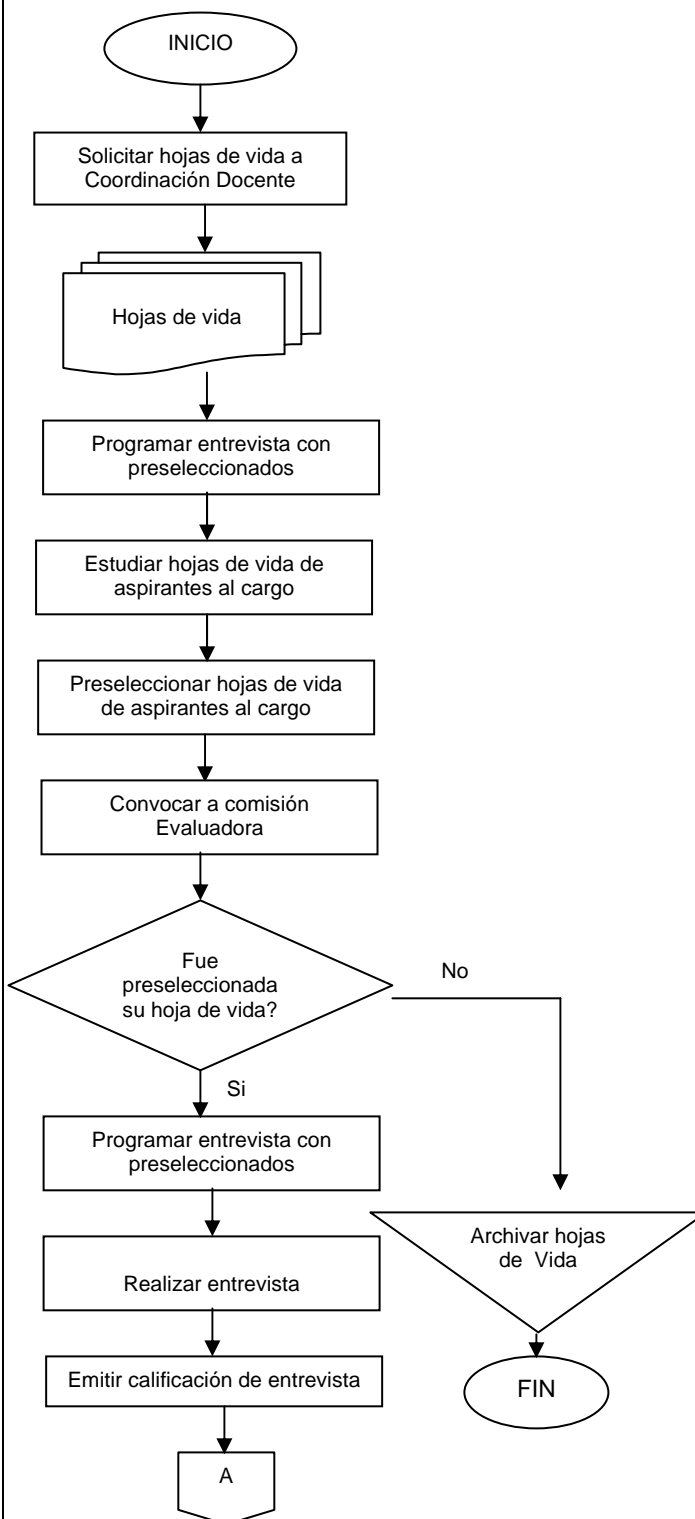 INICIO
Solicitar hojas de vida a
Coordinación Docente
Hojas de vida
Programar entrevista con
preseleccionados
Estudiar hojas de vida de
aspirantes al cargo
Preseleccionar hojas de vida
de aspirantes al cargo
Convocar a comisión
Evaluadora
Fue
preseleccionada
su hoja de vida?
No
Si
Programar entrevista con
preseleccionados
Archivar hojas
de Vida
Realizar entrevista
Emitir calificación de entrevista
FIN
A